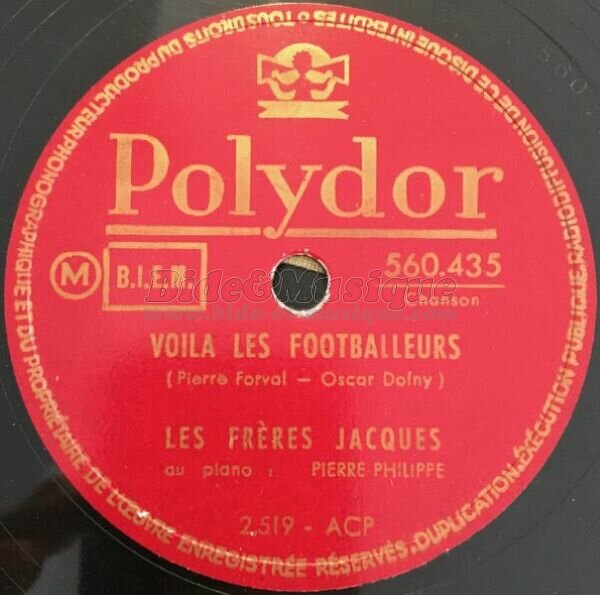 TOUS DROITS DU PRODUCTEUR PHONOGRAPHIQUE ET DU PROPRIÉTAIRE DE L'ŒUVRE ENREGISTRÉE RÉSERVÉS. DUPLICATION, EXÉCUTION PUBLIQUE, RADIODIFFUSION DE CE DISQUE INTERDITES
Polydor
M B.I.E.M. 560.435
Chanson
Bide&Musique
www.bide-et-musique.com
VOILA LES FOOTBALLEURS
(Pierre Forval – Oscar Dofny)
LES FRÈRES JACQUES
au piano : PIERRE-PHILIPPE
2.519 - ACP